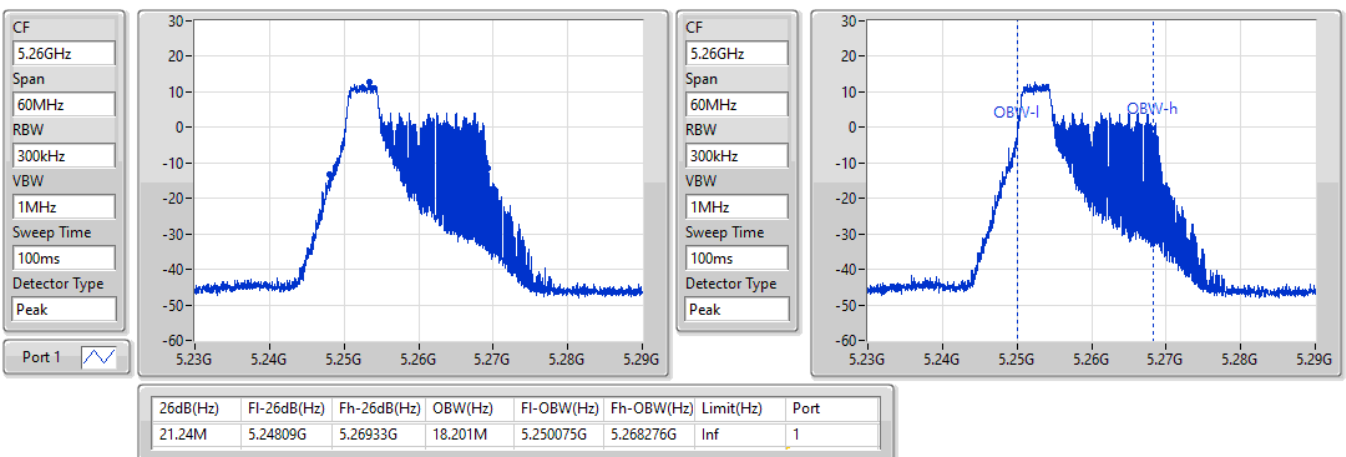 CF
5.26GHz
Span
60MHz
RBW
300kHz
VBW
1MHz
Sweep Time
100ms
Detector Type
Peak
Port 1
30
20
10
0
-10
-20
-30
-40
-50
-60
5.23G 5.24G 5.25G 5.26G 5.27G 5.28G 5.29G
CF
5.26GHz
Span
60MHz
RBW
300kHz
VBW
1MHz
Sweep Time
100ms
Detector Type
Peak
30
20
10
0
-10
-20
-30
-40
-50
-60
OBW-l
OBW-h
5.23G 5.24G 5.25G 5.26G 5.27G 5.28G 5.29G
26dB(Hz) Fl-26dB(Hz) Fh-26dB(Hz) OBW(Hz) Fl-OBW(Hz) Fh-OBW(Hz) Limit(Hz) Port
21.24M 5.24809G 5.26933G 18.201M 5.250075G 5.268276G Inf 1